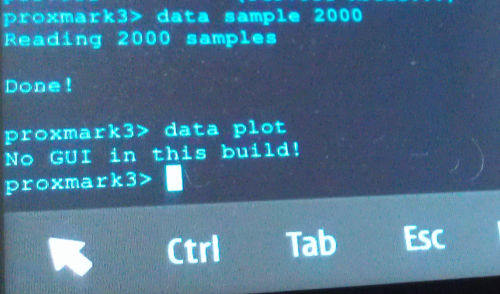 proxmark3> data sample 2000
Reading 2000 samples
Done!
proxmark3> data plot
No GUI in this build!
proxmark3>
Ctrl Tab Esc